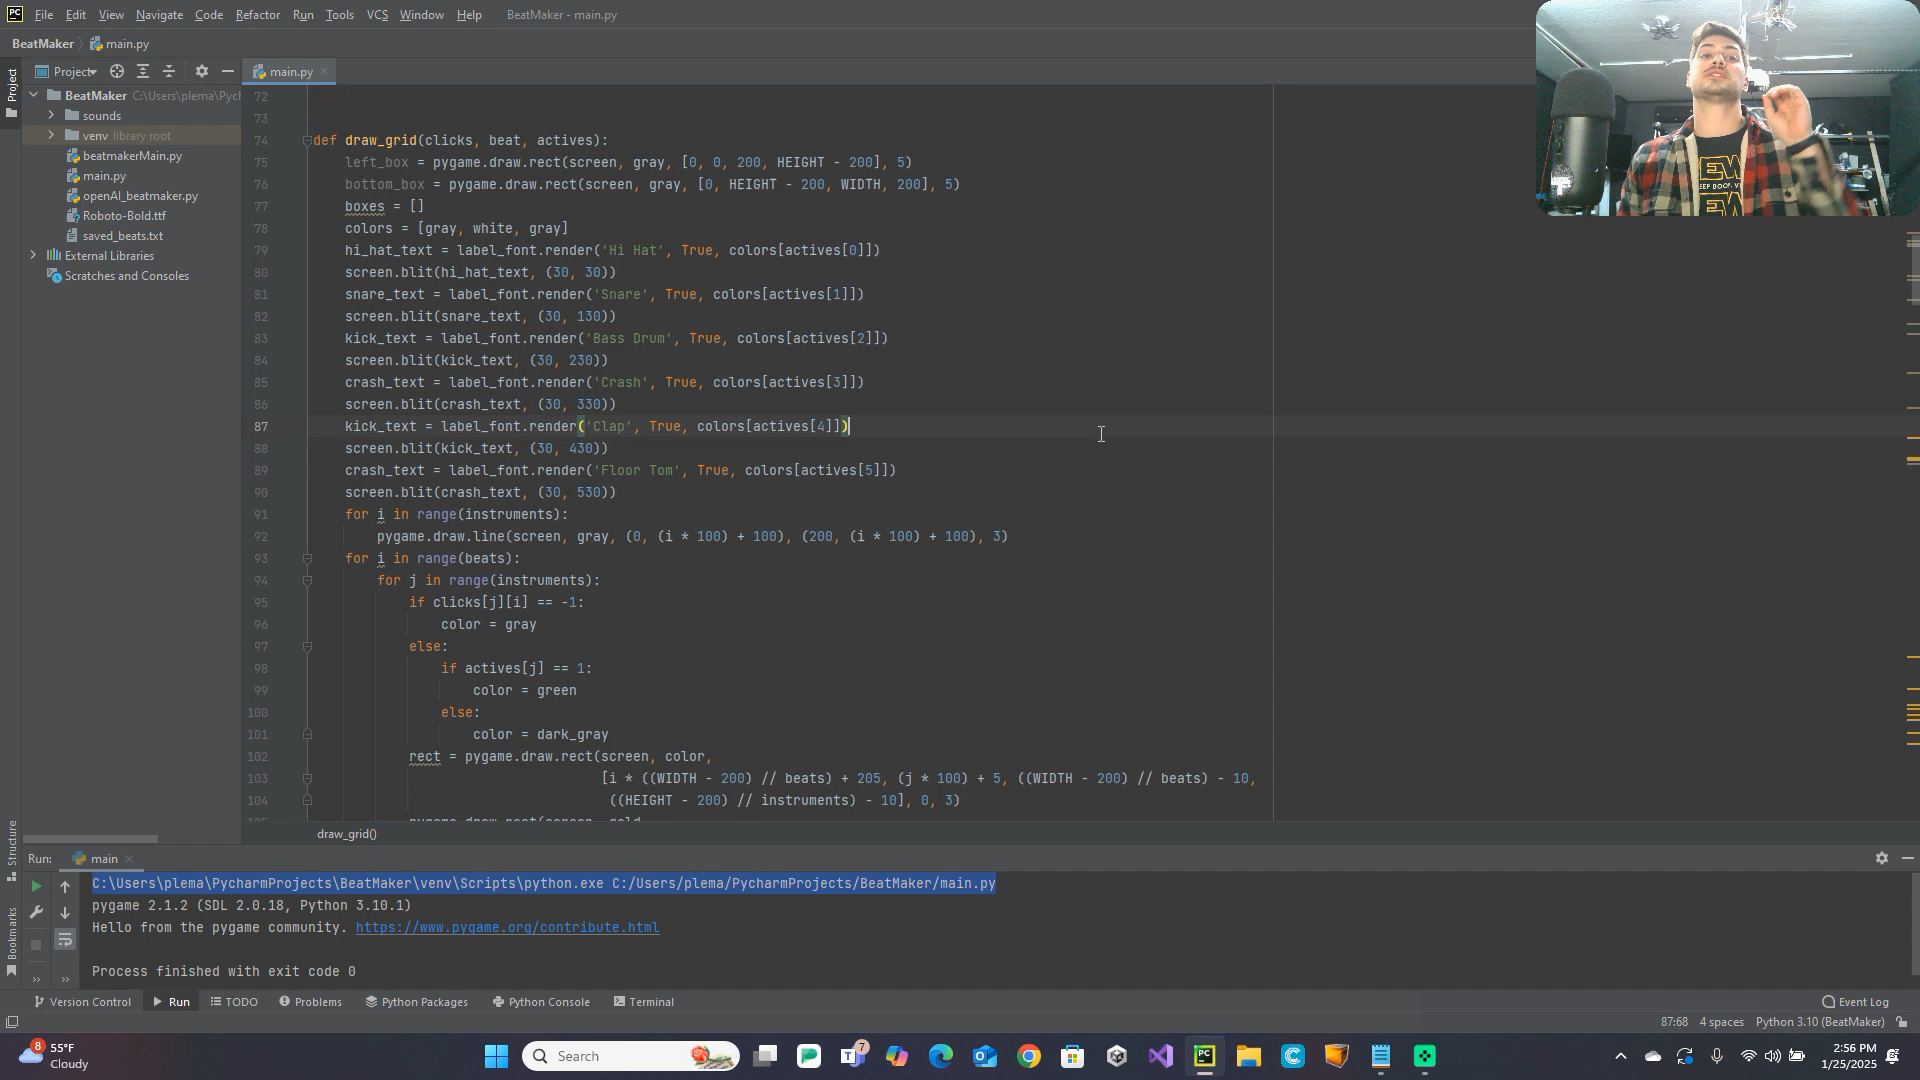 File Edit View Navigate Code Refactor Run Tools VCS Window Help BeatMaker - main.py
BeatMaker main.py
Project
Project
main.py
BeatMaker C:\Users\plema\Pych
sounds
venv library root
beatmakerMain.py
main.py
openAI_beatmaker.py
Roboto-Bold.ttf
saved_beats.txt
External Libraries
Scratches and Consoles
72
73
74 def draw_grid(clicks, beat, actives):
75 left_box = pygame.draw.rect(screen, gray, [0, 0, 200, HEIGHT - 200], 5)
76 bottom_box = pygame.draw.rect(screen, gray, [0, HEIGHT - 200, WIDTH, 200], 5)
77 boxes = []
78 colors = [gray, white, gray]
79 hi_hat_text = label_font.render('Hi Hat', True, colors[actives[0]])
80 screen.blit(hi_hat_text, (30, 30))
81 snare_text = label_font.render('Snare', True, colors[actives[1]])
82 screen.blit(snare_text, (30, 130))
83 kick_text = label_font.render('Bass Drum', True, colors[actives[2]])
84 screen.blit(kick_text, (30, 230))
85 crash_text = label_font.render('Crash', True, colors[actives[3]])
86 screen.blit(crash_text, (30, 330))
87 kick_text = label_font.render('Clap', True, colors[actives[4]])
88 screen.blit(kick_text, (30, 430))
89 crash_text = label_font.render('Floor Tom', True, colors[actives[5]])
90 screen.blit(crash_text, (30, 530))
91 for i in range(instruments):
92 pygame.draw.line(screen, gray, (0, (i * 100) + 100), (200, (i * 100) + 100), 3)
93 for i in range(beats):
94 for j in range(instruments):
95 if clicks[j][i] == -1:
96 color = gray
97 else:
98 if actives[j] == 1:
99 color = green
100 else:
101 color = dark_gray
102 rect = pygame.draw.rect(screen, color,
103 [i * ((WIDTH - 200) // beats) + 205, (j * 100) + 5, ((WIDTH - 200) // beats) - 10,
104 ((HEIGHT - 200) // instruments) - 10], 0, 3)
draw_grid()
Structure
Bookmarks
Run: main
C:\Users\plema\PycharmProjects\BeatMaker\venv\Scripts\python.exe C:/Users/plema/PycharmProjects/BeatMaker/main.py
pygame 2.1.2 (SDL 2.0.18, Python 3.10.1)
Hello from the pygame community. https://www.pygame.org/contribute.html
Process finished with exit code 0
Version Control Run TODO Problems Python Packages Python Console Terminal Event Log
87:68 4 spaces Python 3.10 (BeatMaker)
8 55°F
Cloudy
Search
7
2:56 PM
1/25/2025